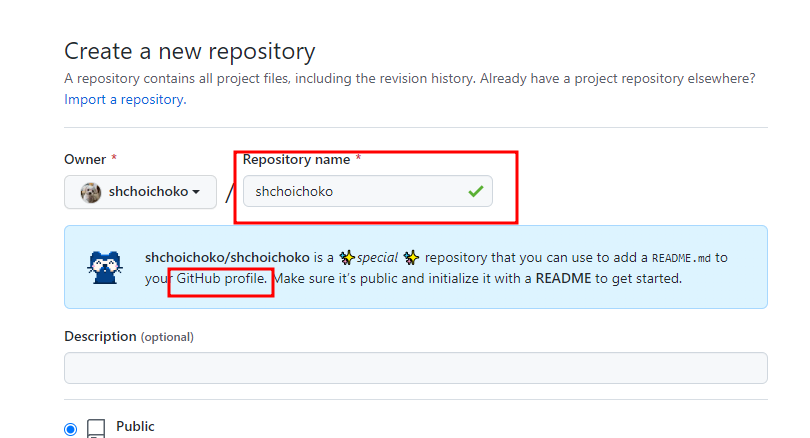 Create a new repository
A repository contains all project files, including the revision history. Already have a project repository elsewhere?
Import a repository.
Owner * Repository name *
shchoichoko / shchoichoko
shchoichoko/shchoichoko is a ✨special✨ repository that you can use to add a README.md to
your GitHub profile. Make sure it's public and initialize it with a README to get started.
Description (optional)
Public